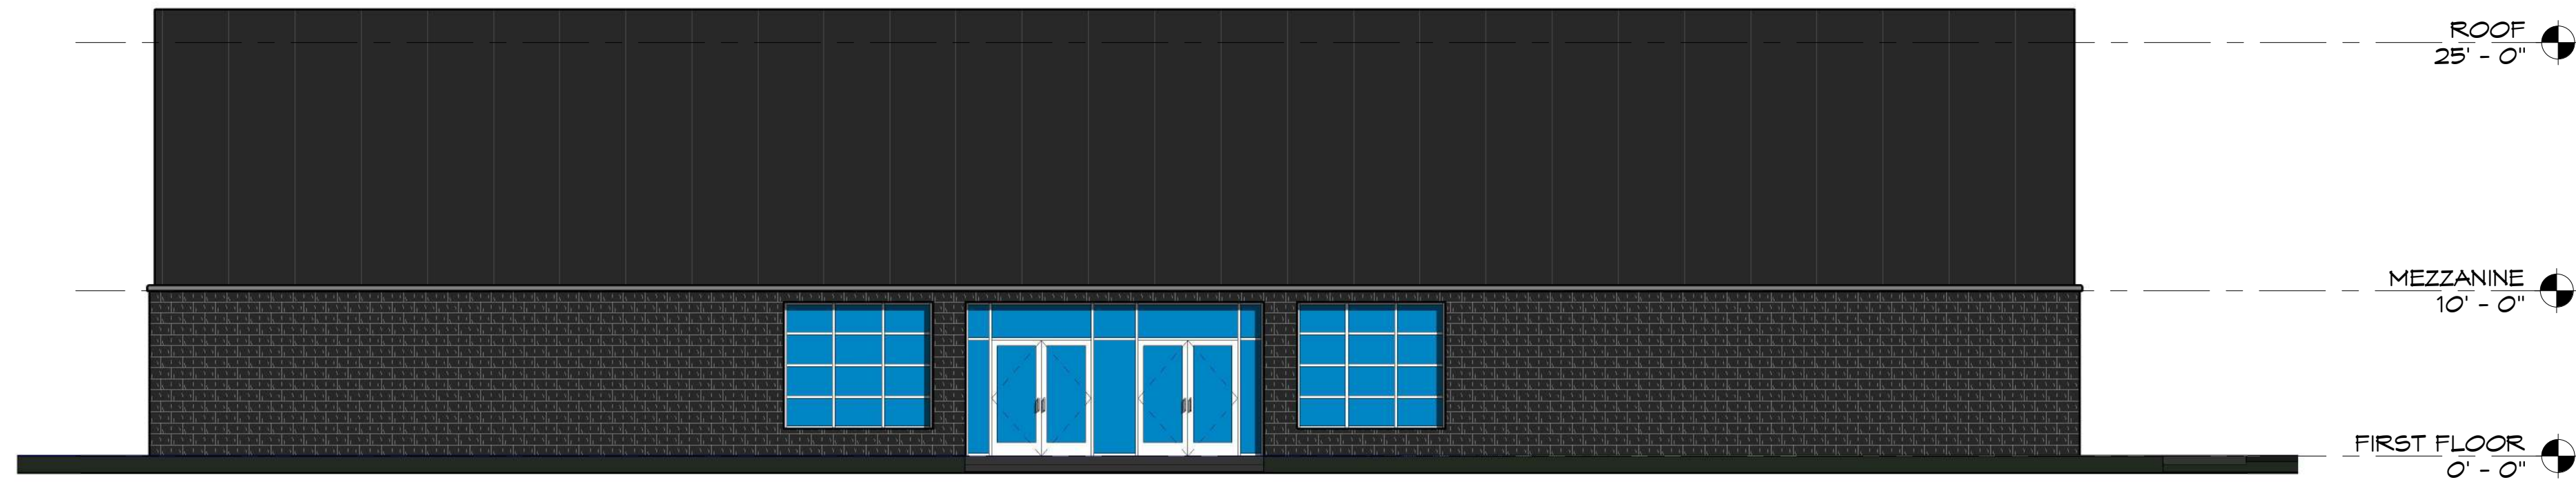 ROOF
25' - 0"
MEZZANINE
10' - 0"
FIRST FLOOR
0' - 0"